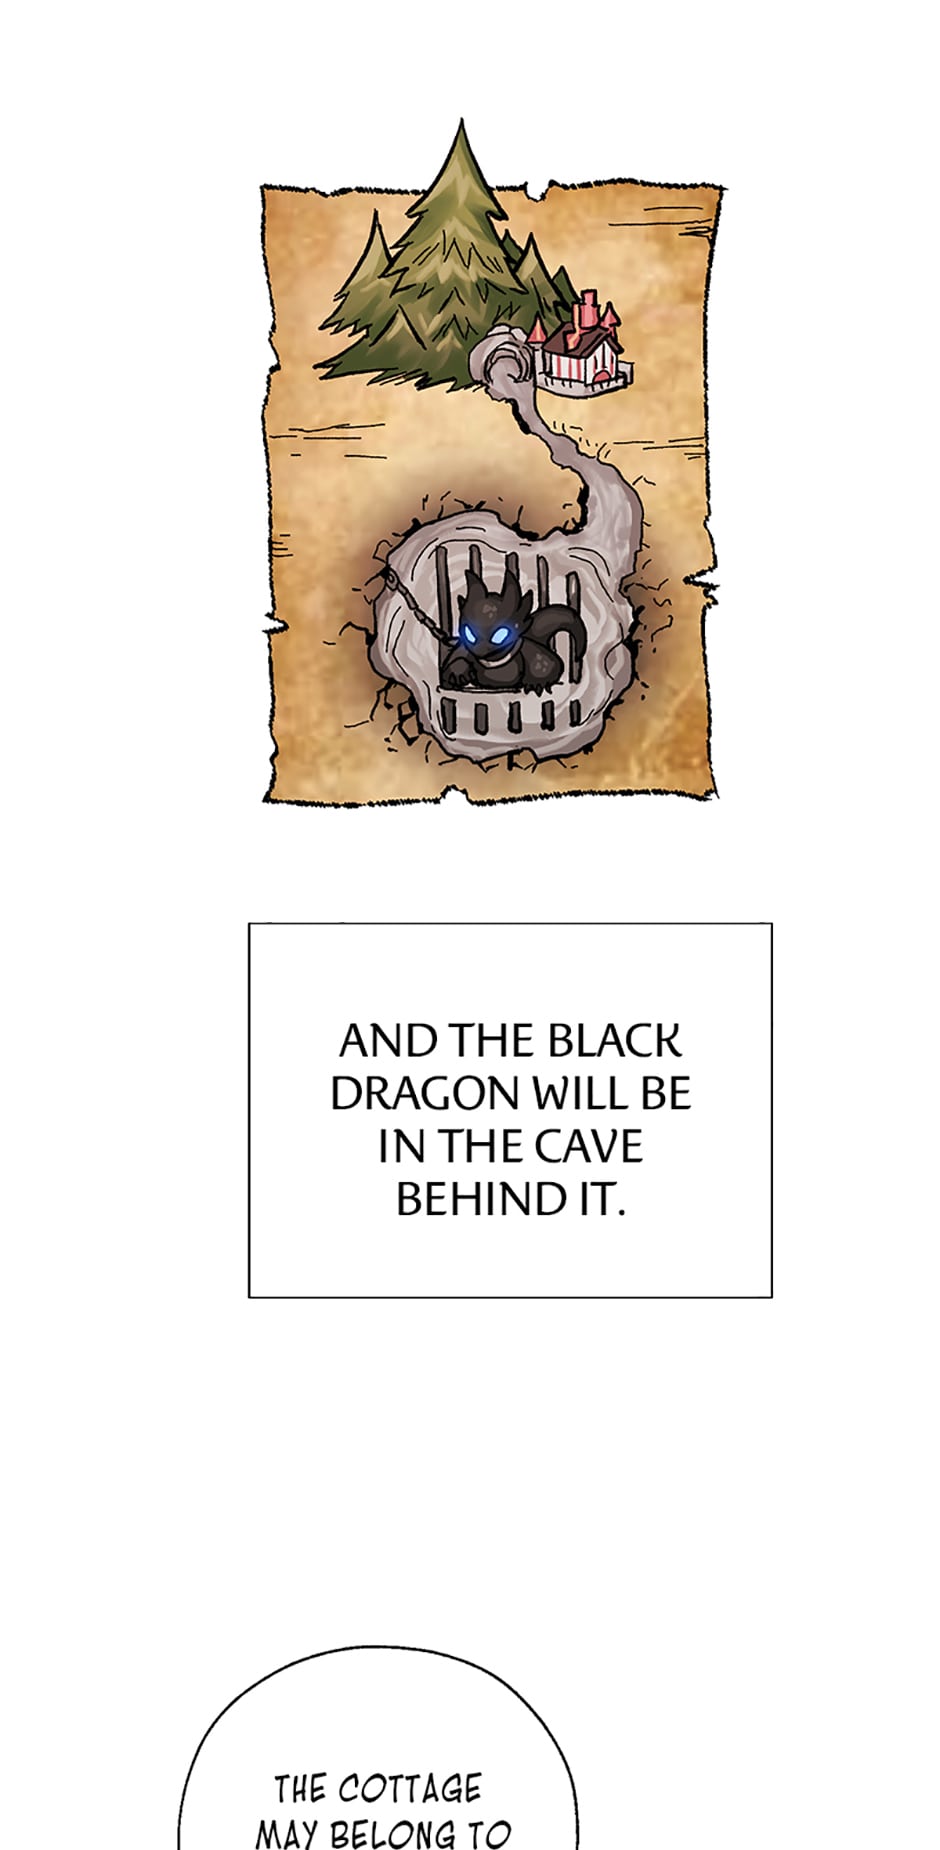 AND THE BLACK
DRAGON WILL BE
IN THE CAVE
BEHIND IT.
THE COTTAGE
MAY BELONG TO